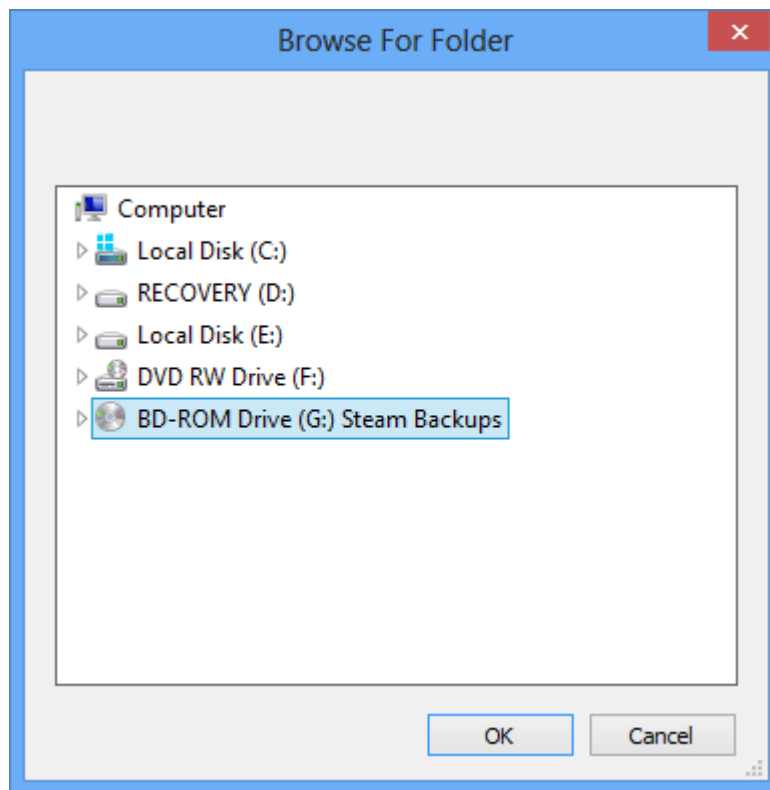 Browse For Folder
Computer
Local Disk (C:)
RECOVERY (D:)
Local Disk (E:)
DVD RW Drive (F:)
BD-ROM Drive (G:) Steam Backups
OK
Cancel